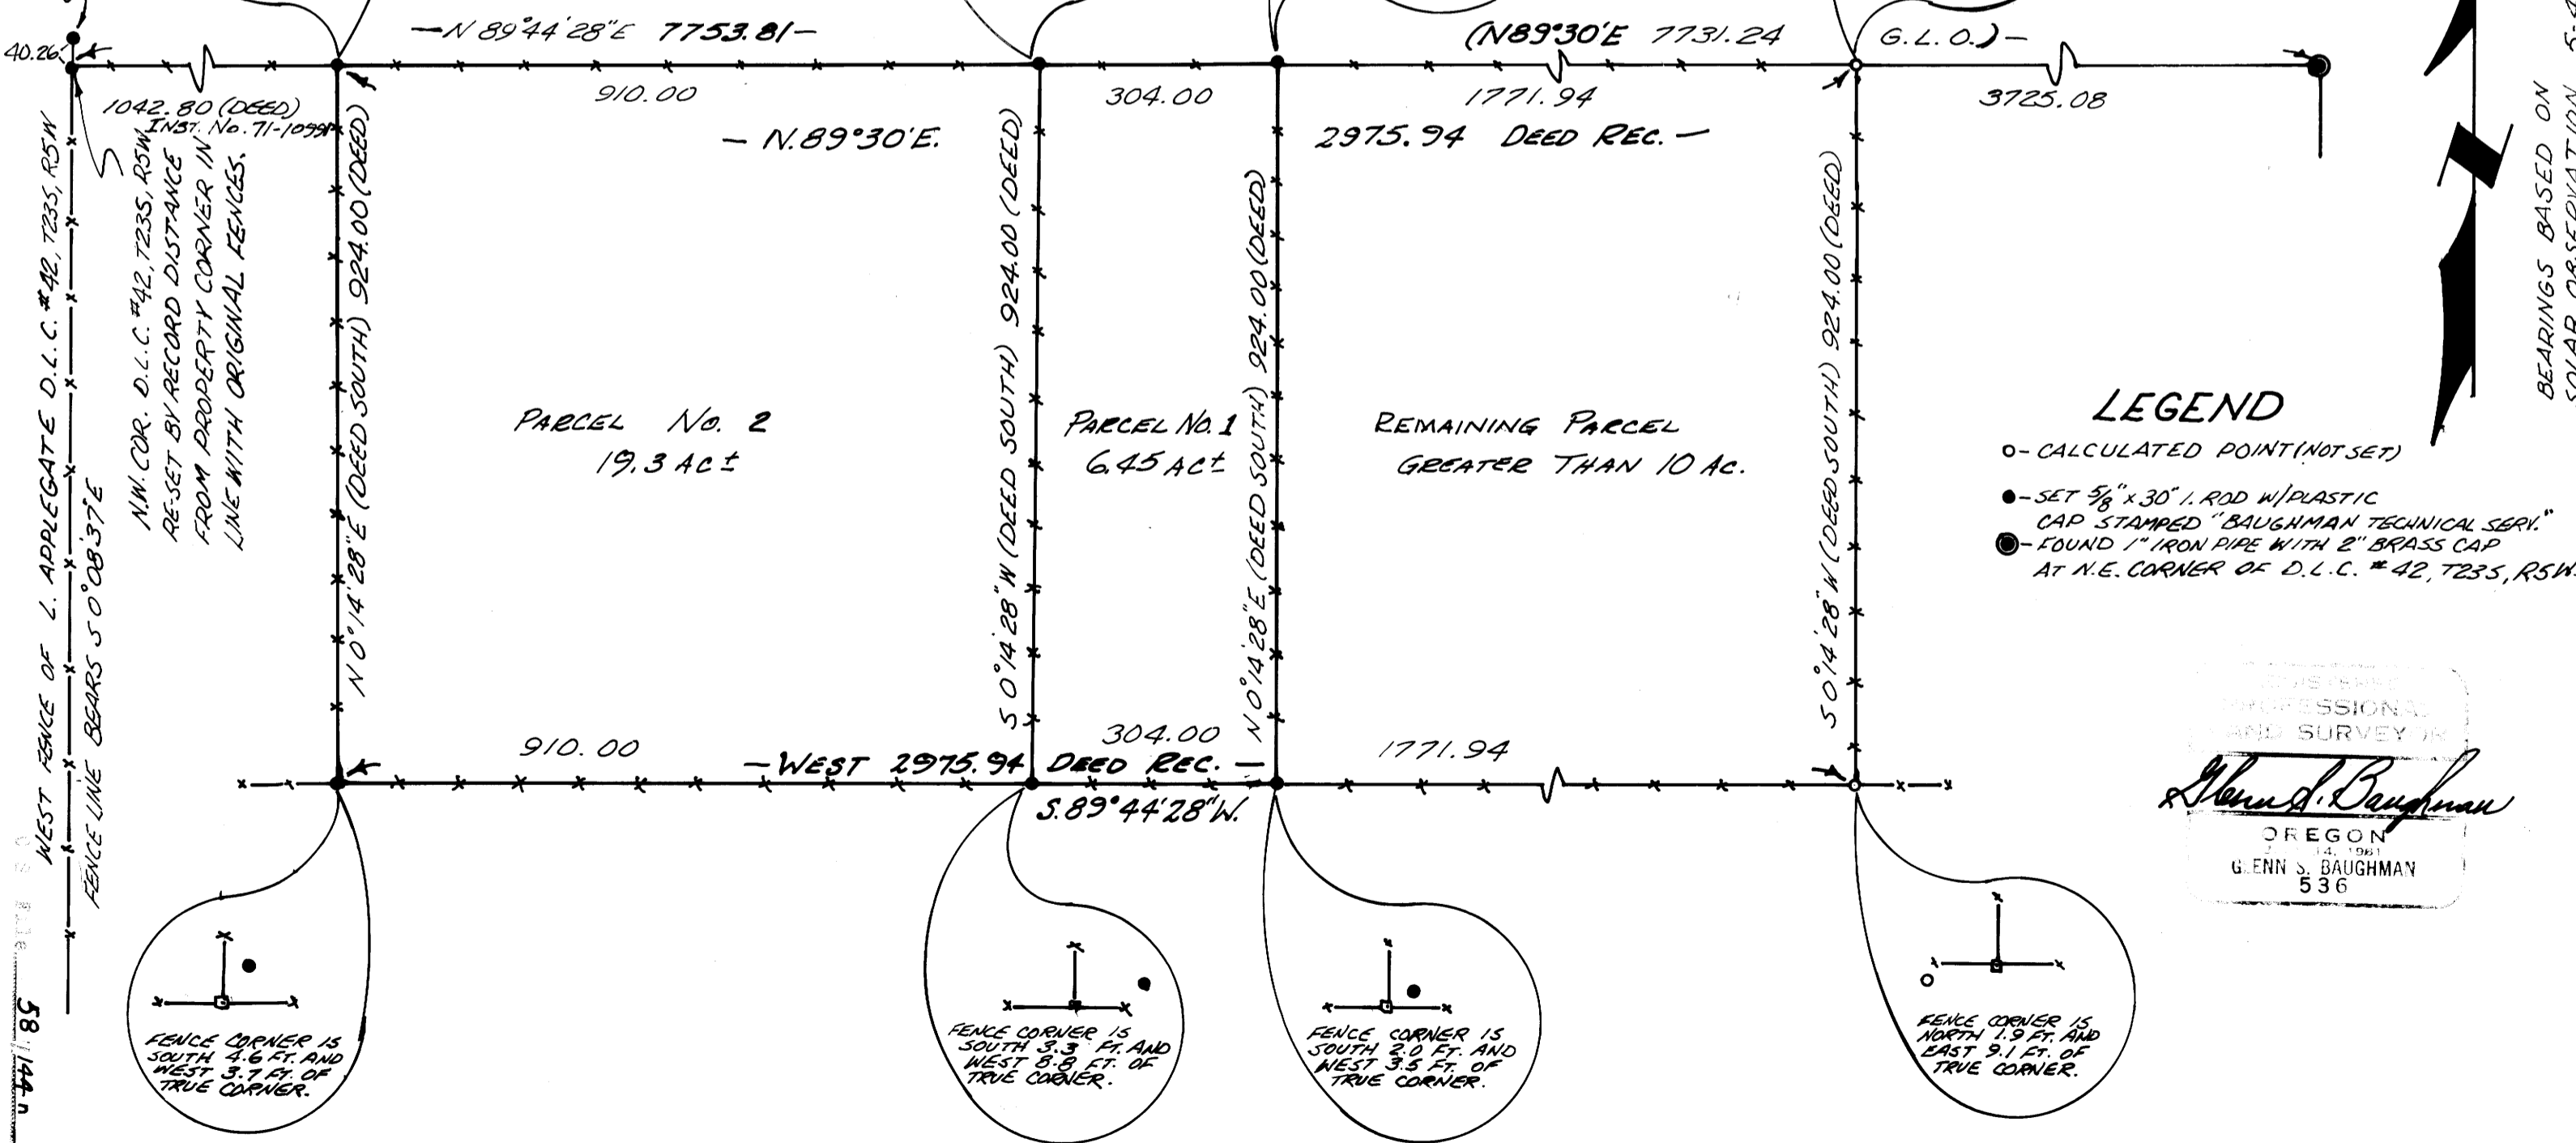 —N 89°44'28"E 7753.81—
(N89°30'E 7731.24 G.L.O.)—
40.26'
1042.80 (DEED)
INST. No. 71-10991
910.00
304.00
1771.94
3725.08
— N.89°30'E. 2975.94 DEED REC. —
WEST FENCE OF L. APPLEGATE D.L.C. #42, T23S, R5W
FENCE LINE BEARS S 0°08'37"E
N.W. COR. D.L.C. #42, T23S, R5W
RE-SET BY RECORD DISTANCE
FROM PROPERTY CORNER IN
LINE WITH ORIGINAL FENCES.
N 0°14'28"E (DEED SOUTH) 924.00 (DEED)
PARCEL No. 2
19.3 AC ±
S 0°14'28"W (DEED SOUTH) 924.00 (DEED)
PARCEL No. 1
6.45 AC ±
N 0°14'28"E (DEED SOUTH) 924.00 (DEED)
REMAINING PARCEL
GREATER THAN 10 AC.
S 0°14'28"W (DEED SOUTH) 924.00 (DEED)
BEARINGS BASED ON
SOLAR OBSERVATION
LEGEND
o - CALCULATED POINT (NOT SET)
● - SET 5/8" x 30" I. ROD W/PLASTIC
CAP STAMPED "BAUGHMAN TECHNICAL SERV."
- FOUND 1" IRON PIPE WITH 2" BRASS CAP
AT N.E. CORNER OF D.L.C. #42, T23S, R5W.
910.00
304.00
1771.94
—WEST 2975.94 DEED REC. —
S.89°44'28"W.
PROFESSIONAL
LAND SURVEYOR
Glenn S. Baughman
OREGON
14, 1961
GLENN S. BAUGHMAN
536
FENCE CORNER IS
SOUTH 4.6 FT. AND
WEST 3.7 FT. OF
TRUE CORNER.
FENCE CORNER IS
SOUTH 3.3 FT. AND
WEST 8.8 FT. OF
TRUE CORNER.
FENCE CORNER IS
SOUTH 2.0 FT. AND
WEST 3.5 FT. OF
TRUE CORNER.
FENCE CORNER IS
NORTH 1.9 FT. AND
EAST 9.1 FT. OF
TRUE CORNER.